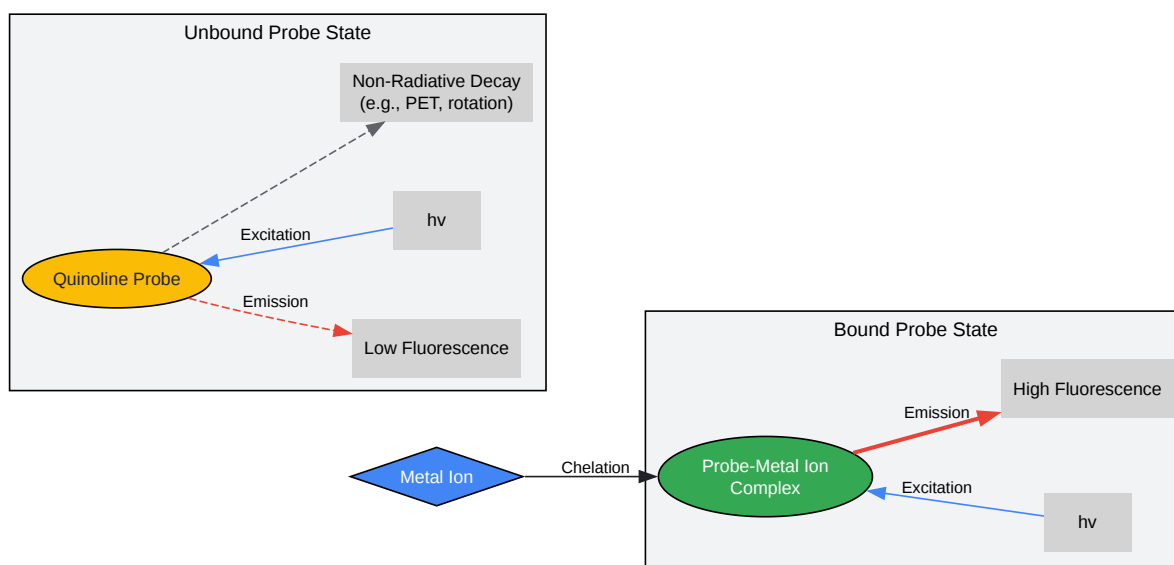 Unbound Probe State
Non-Radiative Decay
(e.g., PET, rotation)
hv
Excitation
Quinoline Probe
Emission
Low Fluorescence
Bound Probe State
High Fluorescence
Emission
Metal Ion
Chelation
Probe-Metal Ion
Complex
Excitation
hv